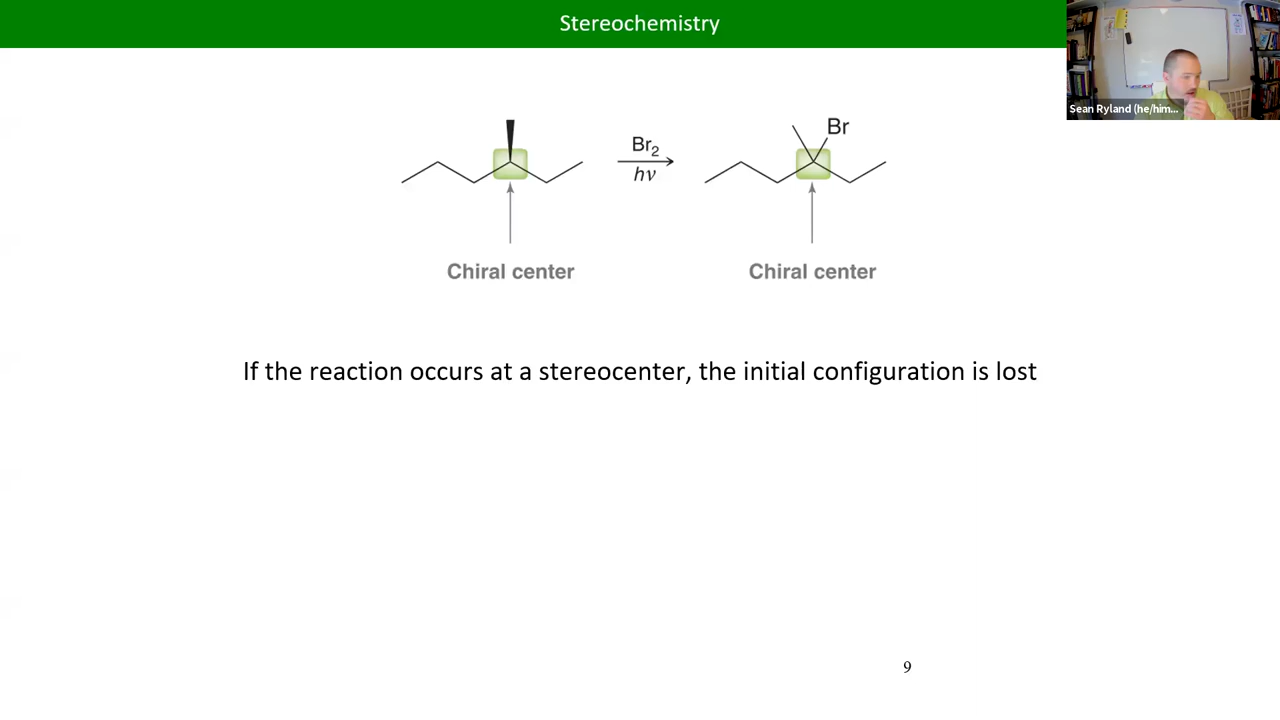 Stereochemistry
Sean Ryland (he/him...
Br
Br₂
hν
Chiral center
Chiral center
If the reaction occurs at a stereocenter, the initial configuration is lost
9